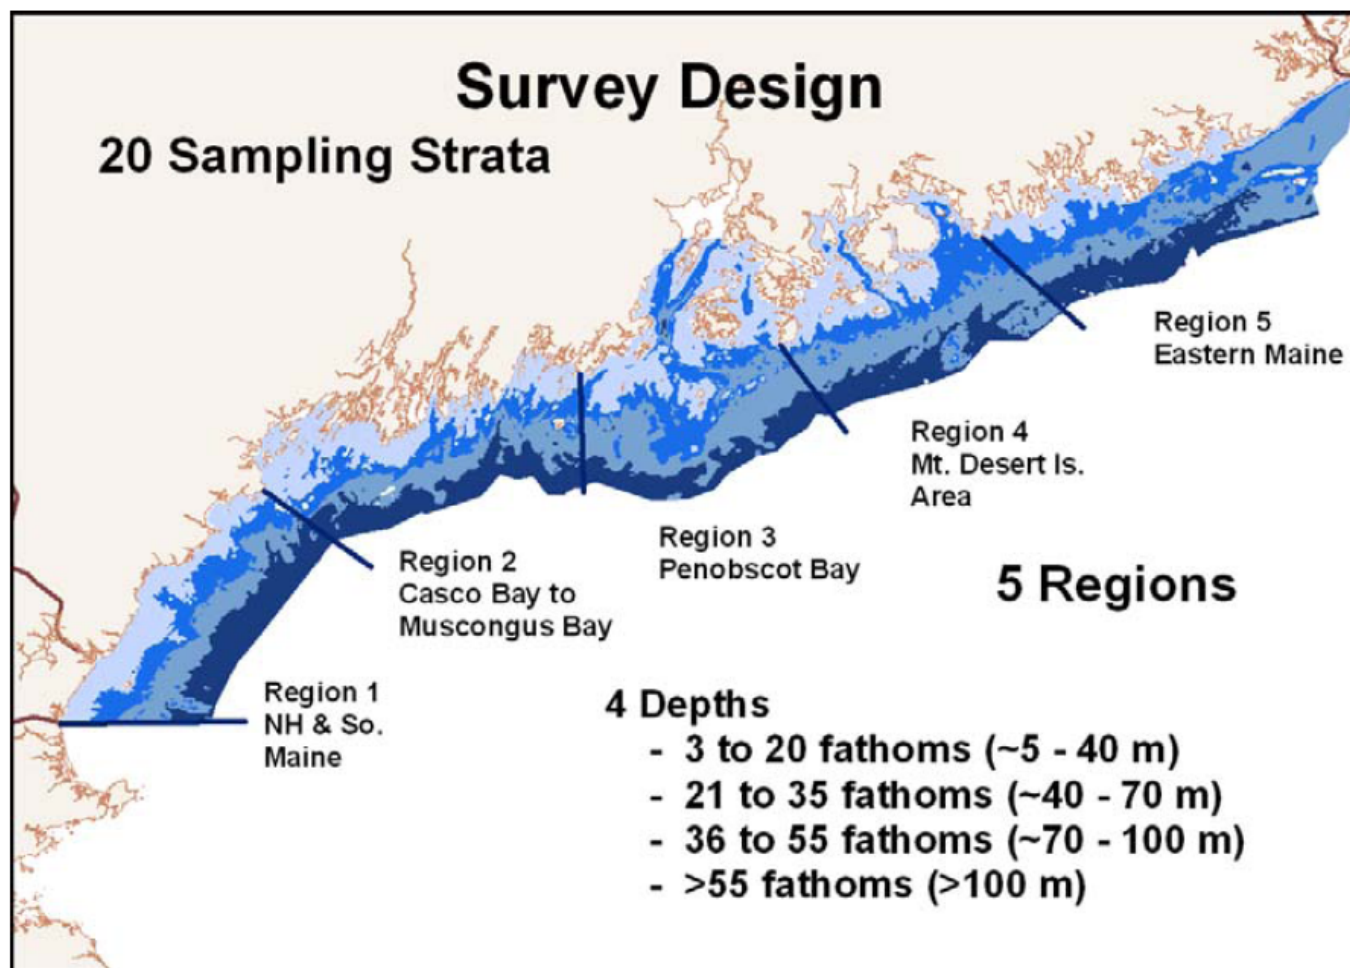 Survey Design
20 Sampling Strata
Region 5
Eastern Maine
Region 4
Mt. Desert Is.
Area
Region 3
Penobscot Bay
Region 2
Casco Bay to
Muscongus Bay
5 Regions
Region 1
NH & So.
Maine
4 Depths
- 3 to 20 fathoms (~5 - 40 m)
- 21 to 35 fathoms (~40 - 70 m)
- 36 to 55 fathoms (~70 - 100 m)
- >55 fathoms (>100 m)